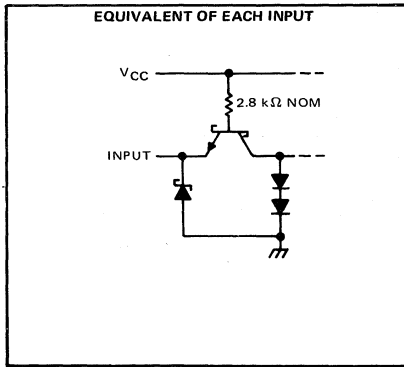 EQUIVALENT OF EACH INPUT
VCC
2.8 kΩ NOM
INPUT